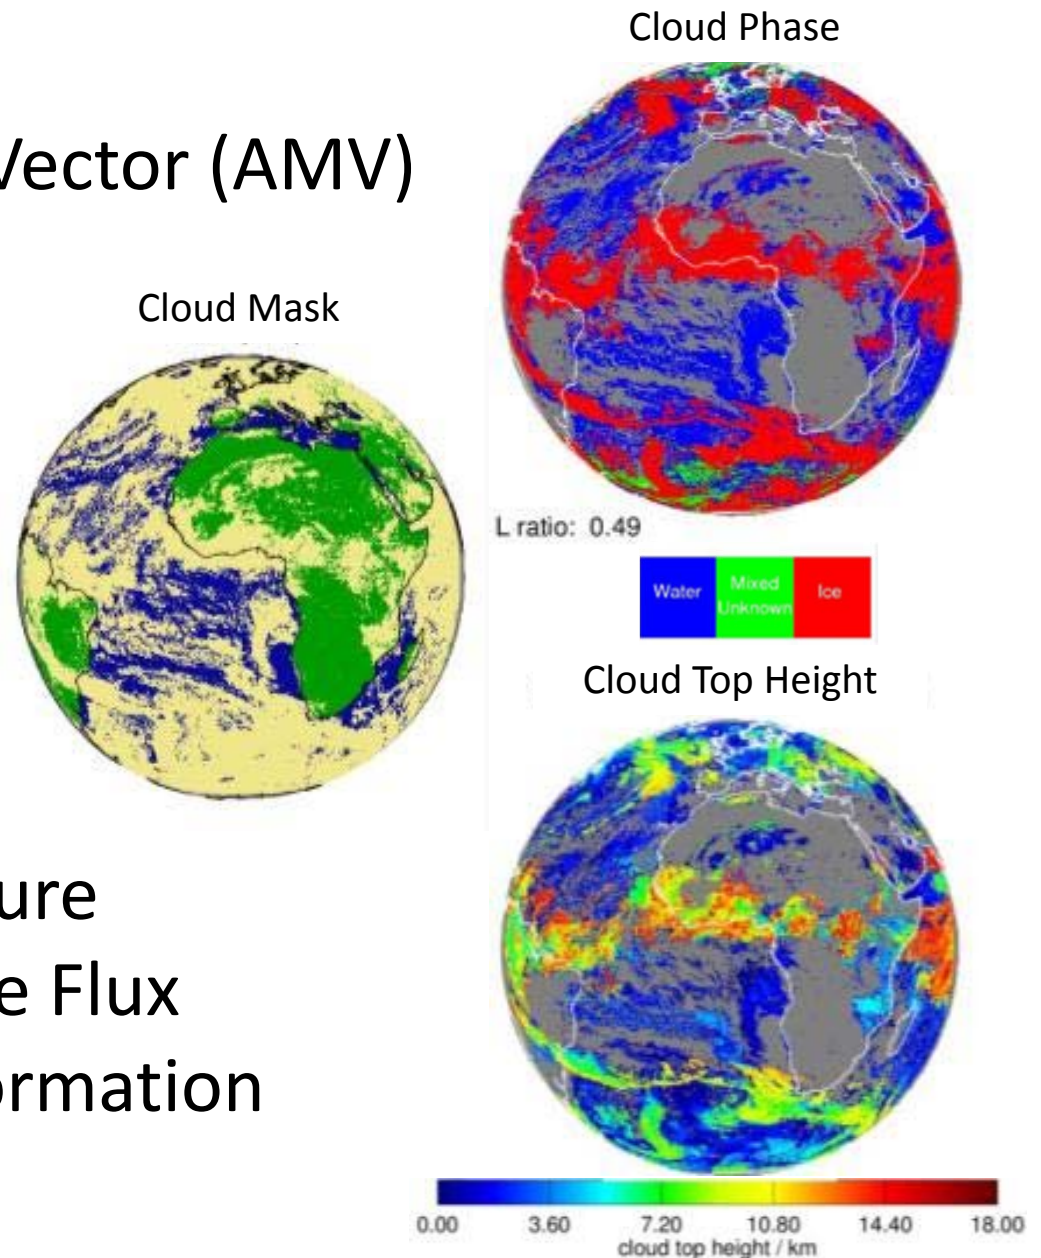 Cloud Phase
Vector (AMV)
Cloud Mask
L ratio: 0.49
Water
Mixed
Unknown
Ice
Cloud Top Height
ure
e Flux
ormation
0.00 3.60 7.20 10.80 14.40 18.00
cloud top height / km